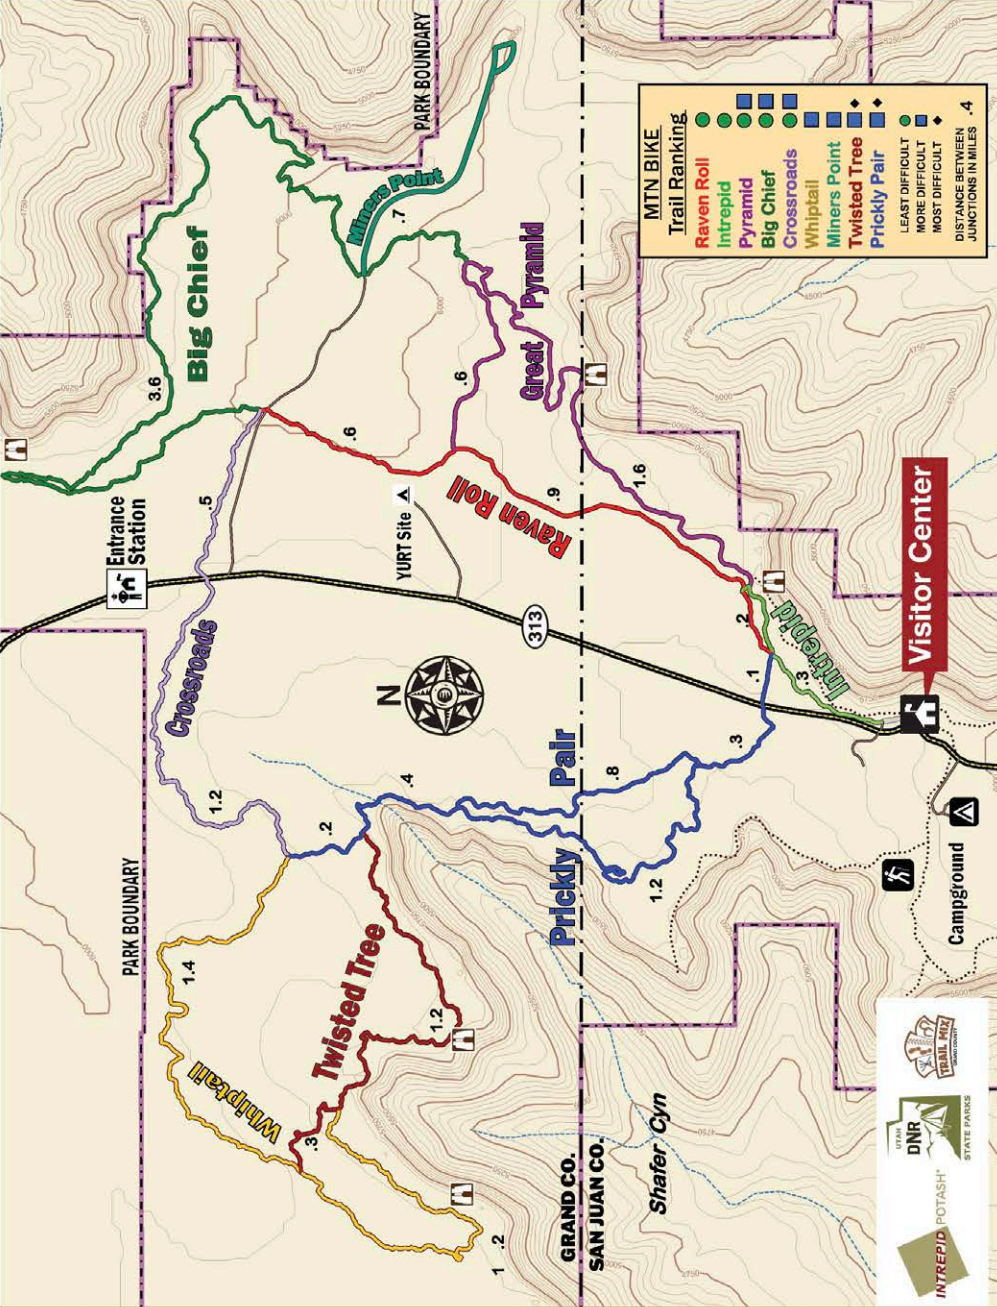 PARK BOUNDARY
Big Chief
Miners Point
.7
3.6
Great Pyramid
.6
.6
Entrance
Station
.5
YURT Site
Raven Roll
.9
1.6
313
Crossroads
N
.2
Intrepid
.3
.1
Visitor Center
1.2
.2
.4
Prickly Pair
.8
.3
1.2
Campground
PARK BOUNDARY
1.4
Whiptail
Twisted Tree
1.2
.3
1
.2
GRAND CO.
SAN JUAN CO.
Shafer Cyn
MTN BIKE
Trail Ranking
Raven Roll
Intrepid
Pyramid
Big Chief
Crossroads
Whiptail
Miners Point
Twisted Tree
Prickly Pair
LEAST DIFFICULT
MORE DIFFICULT
MOST DIFFICULT
DISTANCE BETWEEN
JUNCTIONS IN MILES .4
INTREPID POTASH
UTAH
DNR
STATE PARKS
TRAIL MIX
GRAND COUNTY